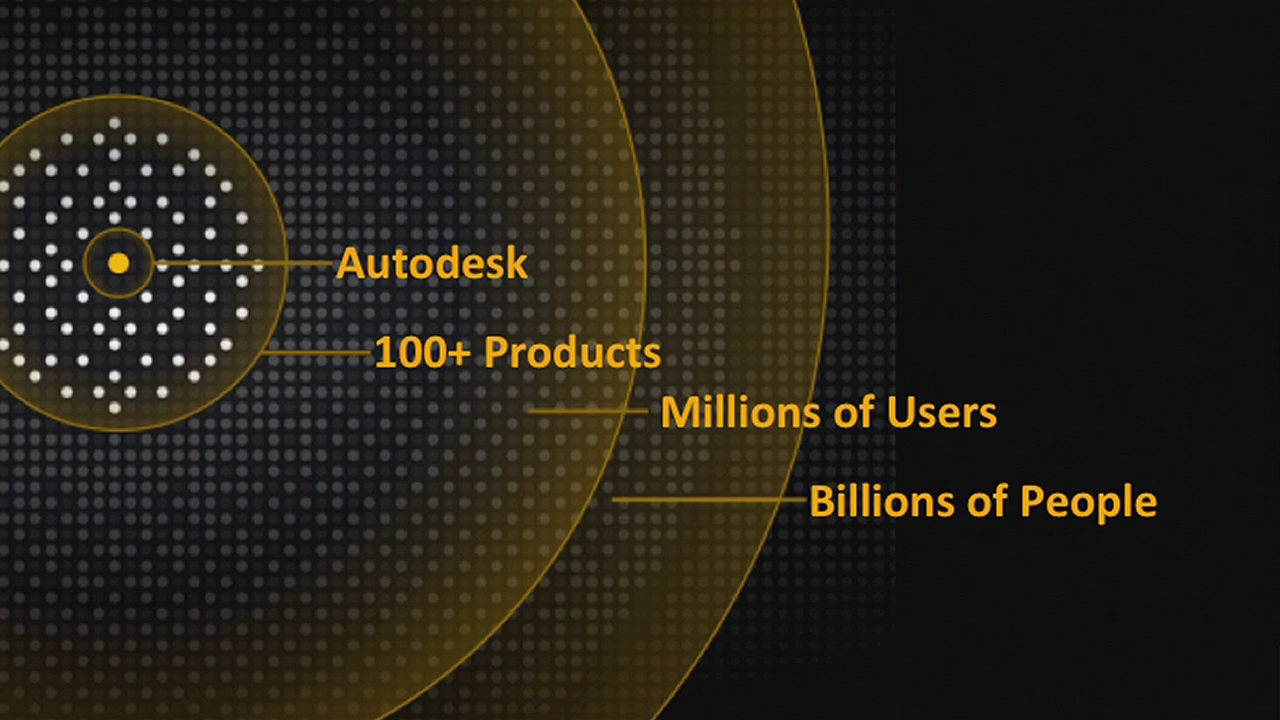 Autodesk
100+ Products
Millions of Users
Billions of People